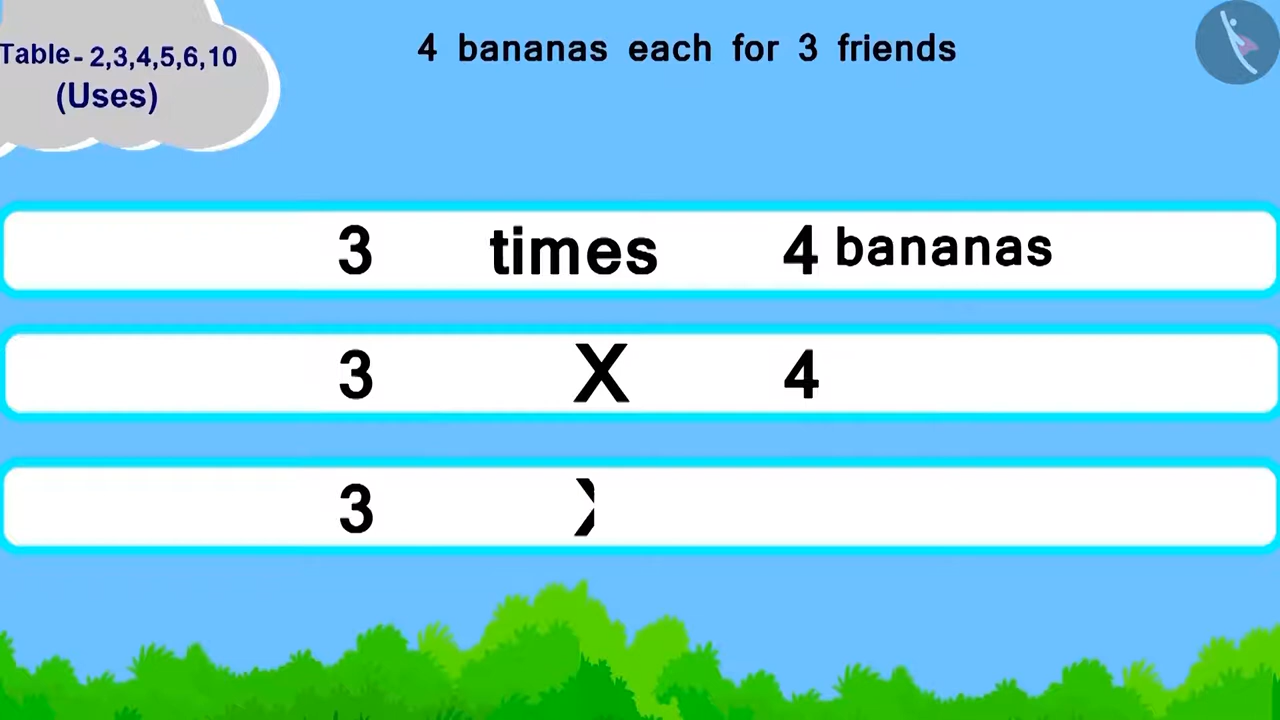 Table - 2,3,4,5,6,10
(Uses)
4 bananas each for 3 friends
3 times 4 bananas
3 X 4
3